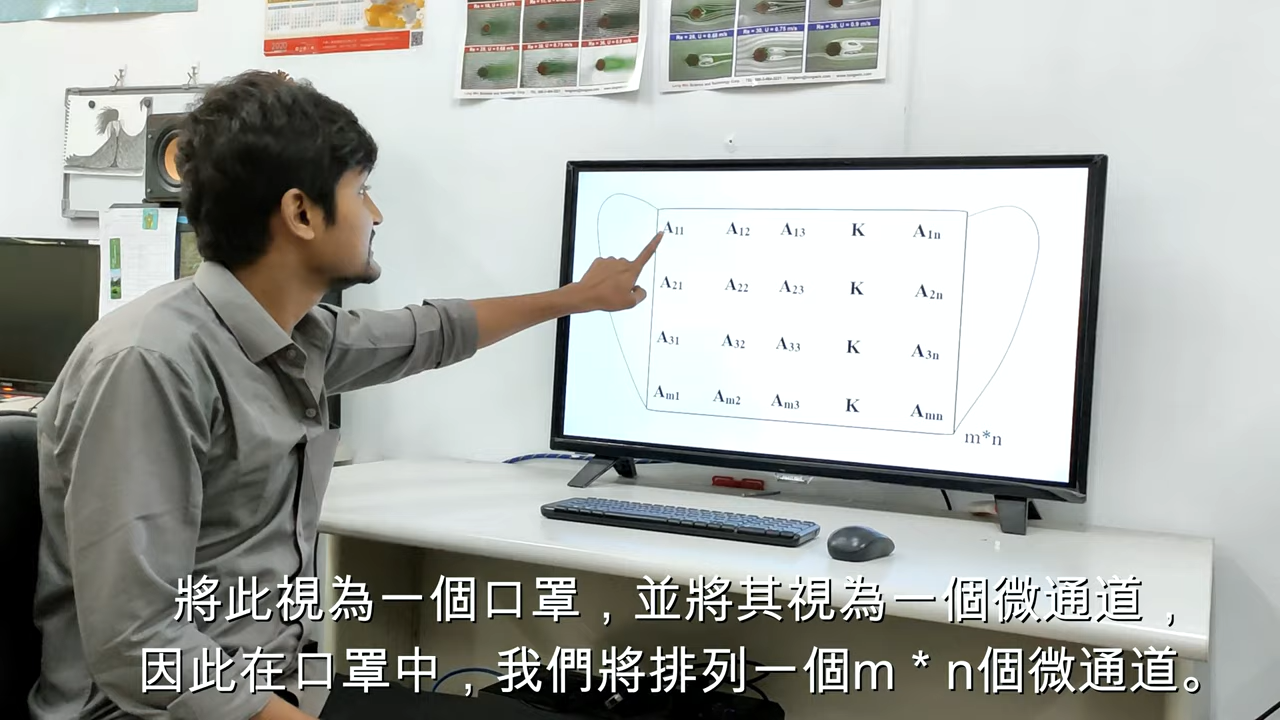 A11 A12 A13 K A1n
A21 A22 A23 K A2n
A31 A32 A33 K A3n
Am1 Am2 Am3 K Amn
m*n
將此視為一個口罩，並將其視為一個微通道，
因此在口罩中，我們將排列一個m * n個微通道。